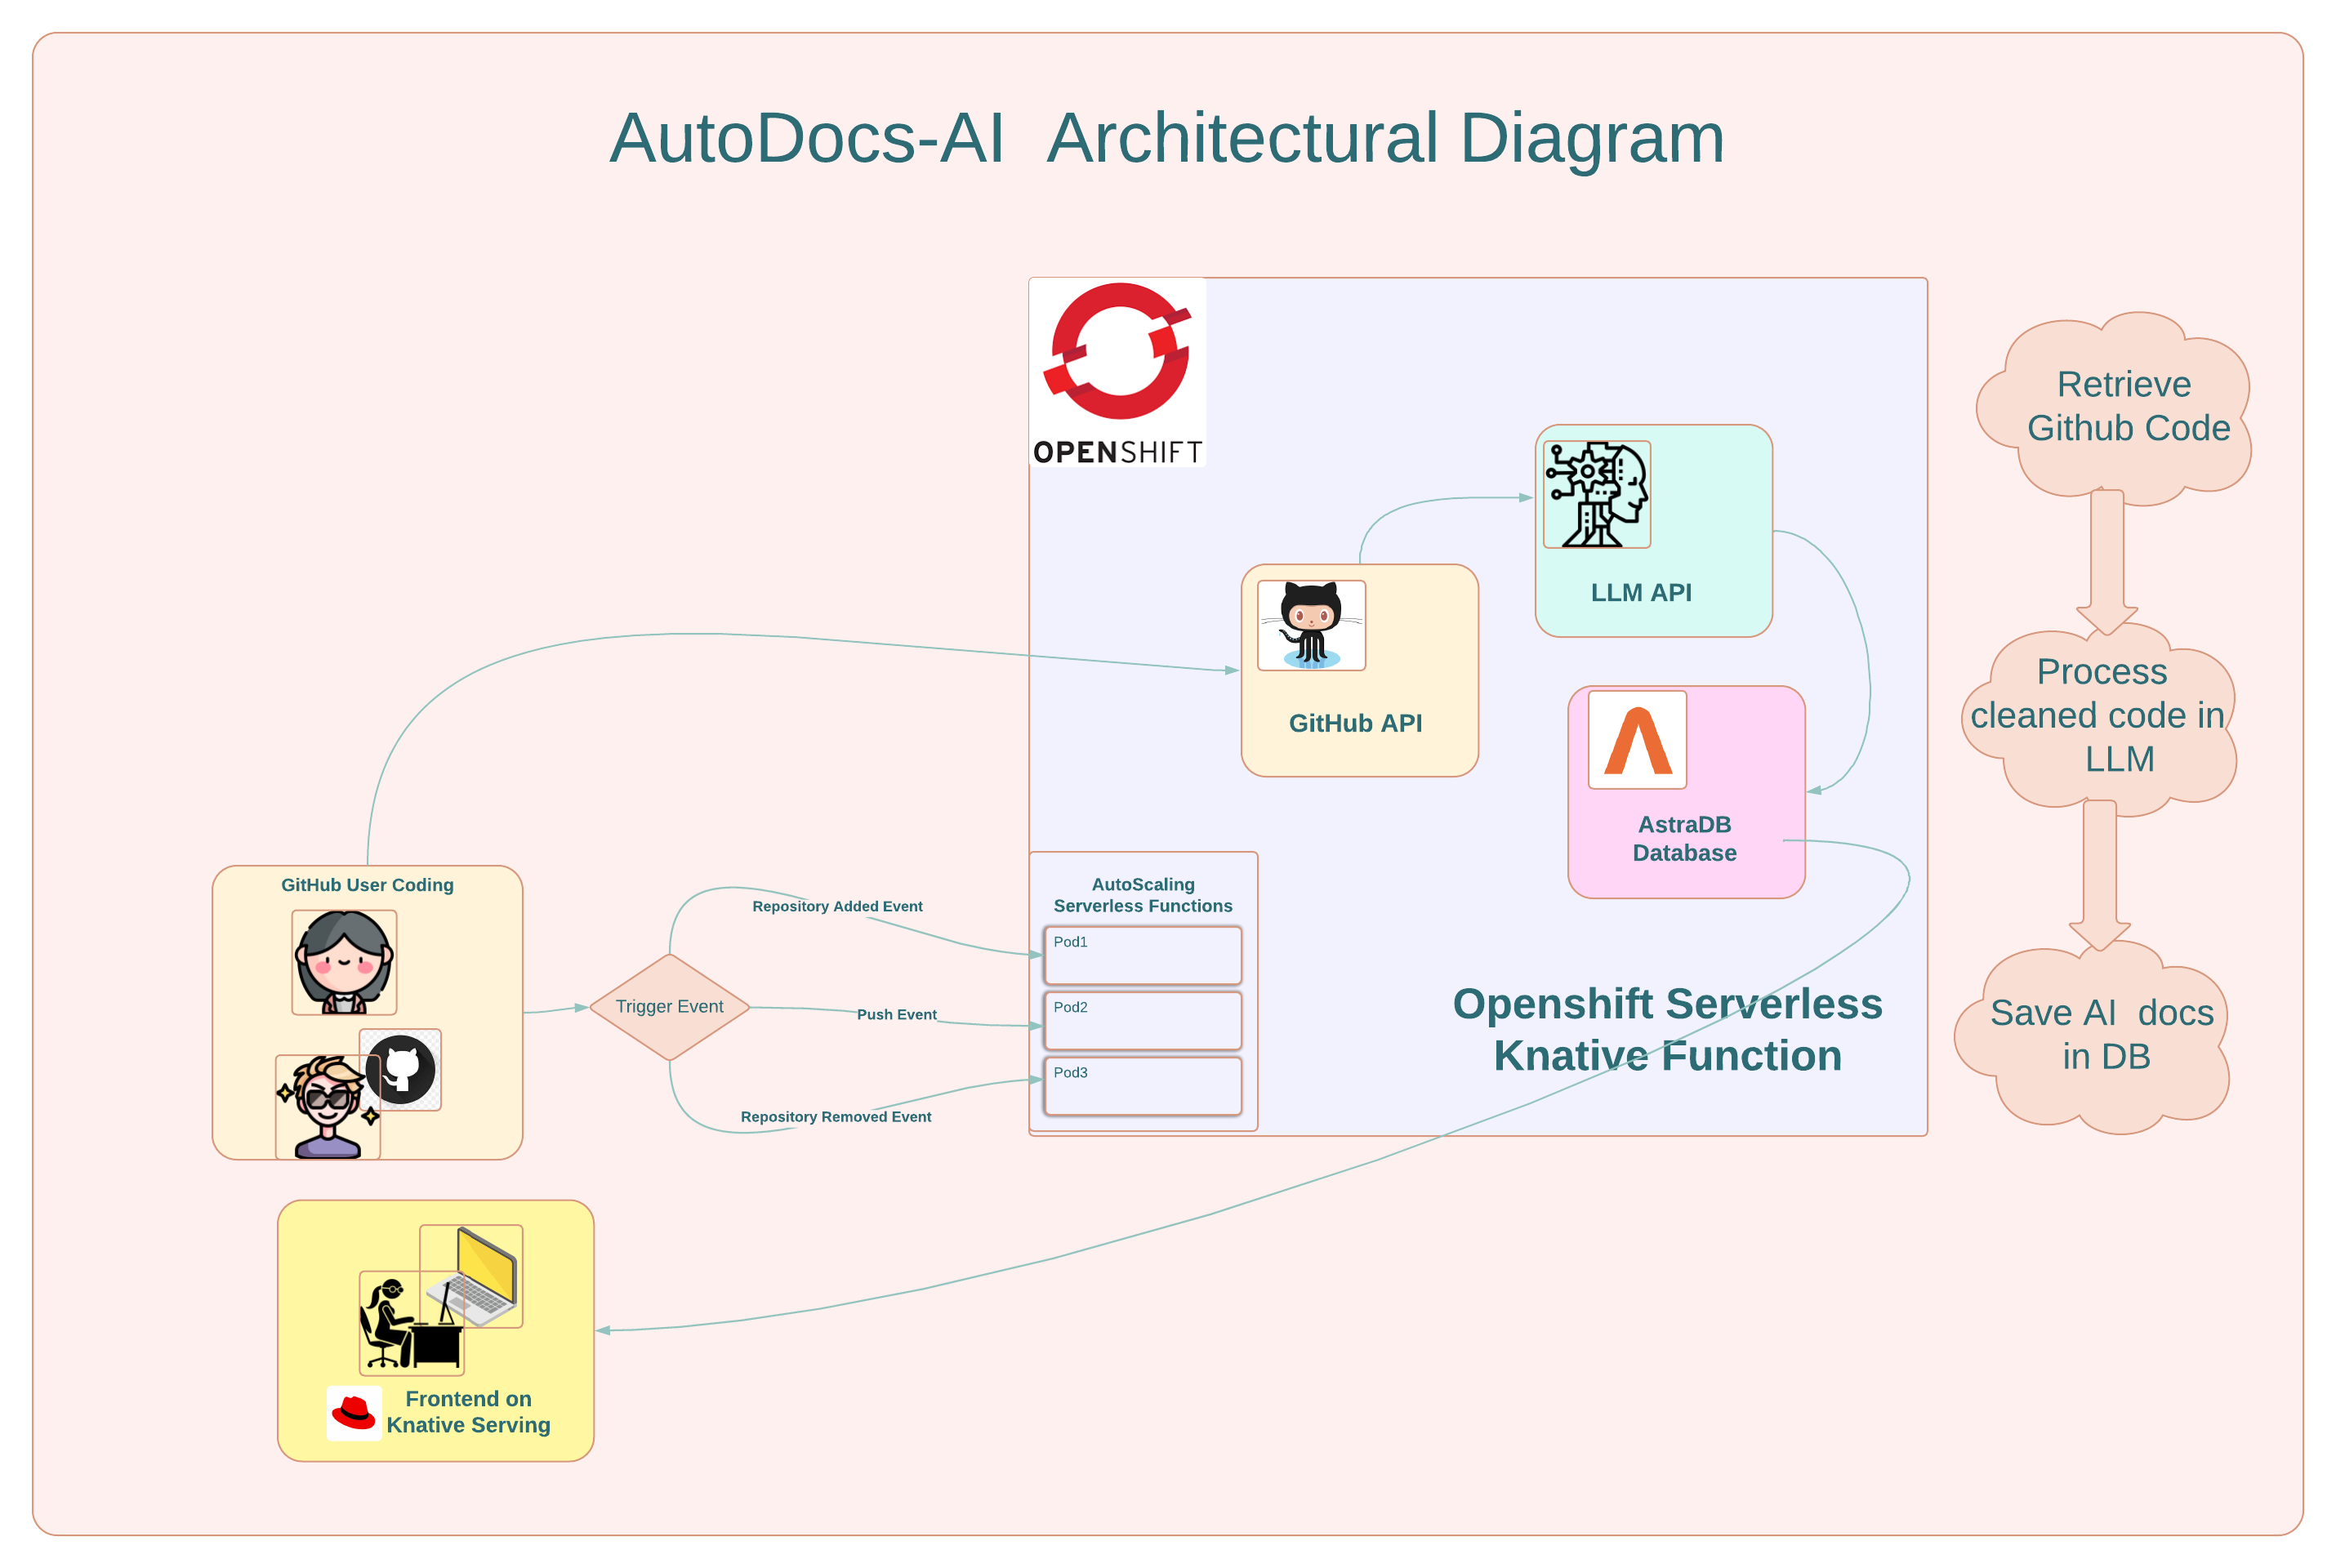 AutoDocs-AI  Architectural Diagram
OPENSHIFT
Retrieve
Github Code
LLM API
GitHub API
Process
cleaned code in
LLM
AstraDB
Database
GitHub User Coding
AutoScaling
Serverless Functions
Repository Added Event
Pod1
Trigger Event
Push Event
Pod2
Pod3
Repository Removed Event
Openshift Serverless
Knative Function
Save AI  docs
in DB
Frontend on
Knative Serving